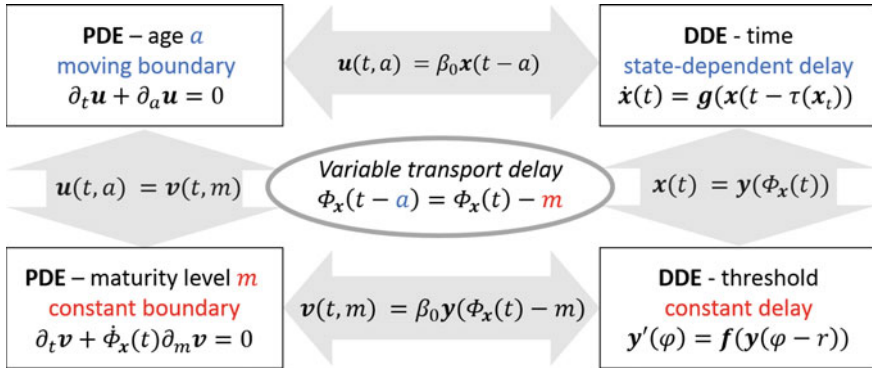 PDE – age a
moving boundary
∂ₜu + ∂ₐu = 0
u(t, a) = β₀x(t − a)
DDE - time
state-dependent delay
ẋ(t) = g(x(t − τ(xₜ))
u(t, a) = v(t, m)
Variable transport delay
Φₓ(t − a) = Φₓ(t) − m
x(t) = y(Φₓ(t))
PDE – maturity level m
constant boundary
∂ₜv + Φ̇ₓ(t)∂ₘv = 0
v(t, m) = β₀y(Φₓ(t) − m)
DDE - threshold
constant delay
y′(φ) = f(y(φ − r))